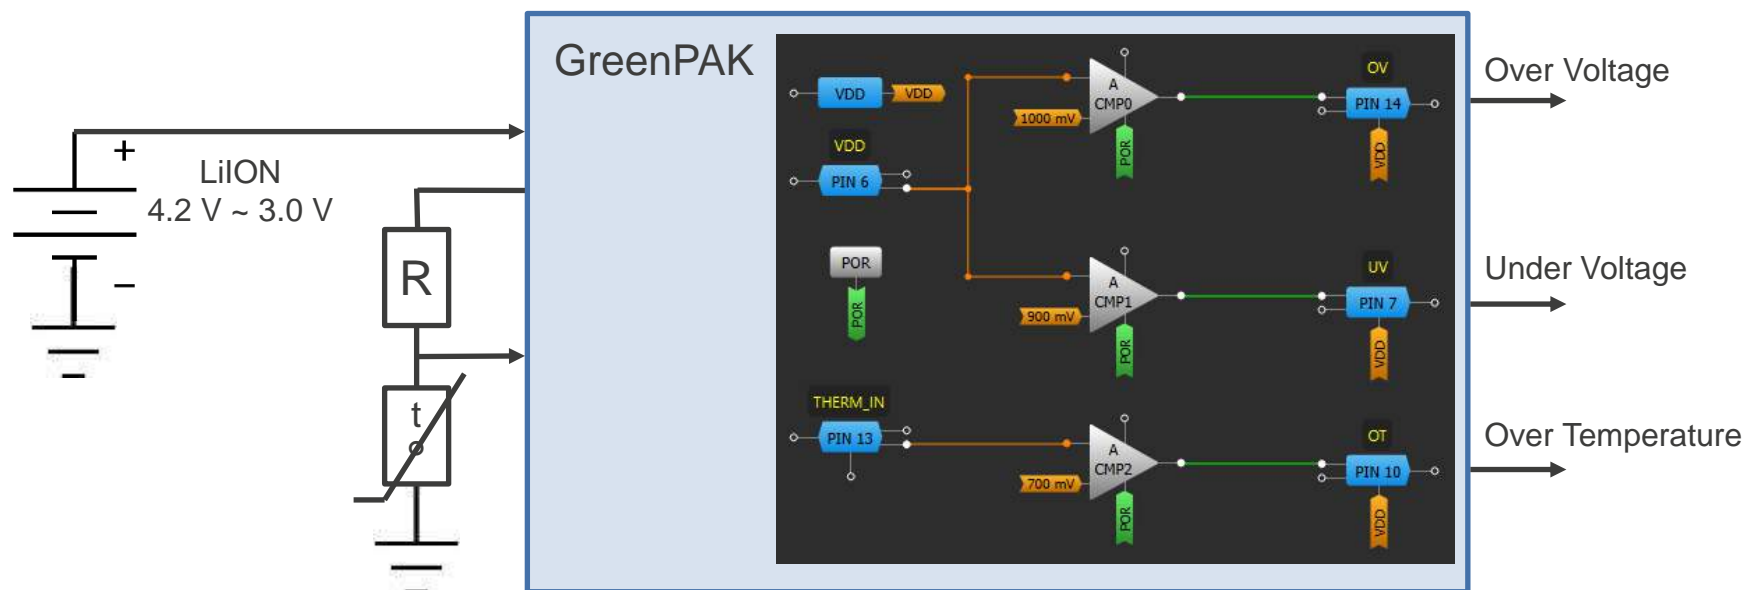 GreenPAK
+
LiION
4.2 V ~ 3.0 V
−
R
t
o
VDD
VDD
VDD
PIN 6
POR
POR
THERM_IN
PIN 13
A
CMP0
1000 mV
POR
A
CMP1
900 mV
POR
A
CMP2
700 mV
POR
OV
PIN 14
VDD
UV
PIN 7
VDD
OT
PIN 10
VDD
Over Voltage
Under Voltage
Over Temperature